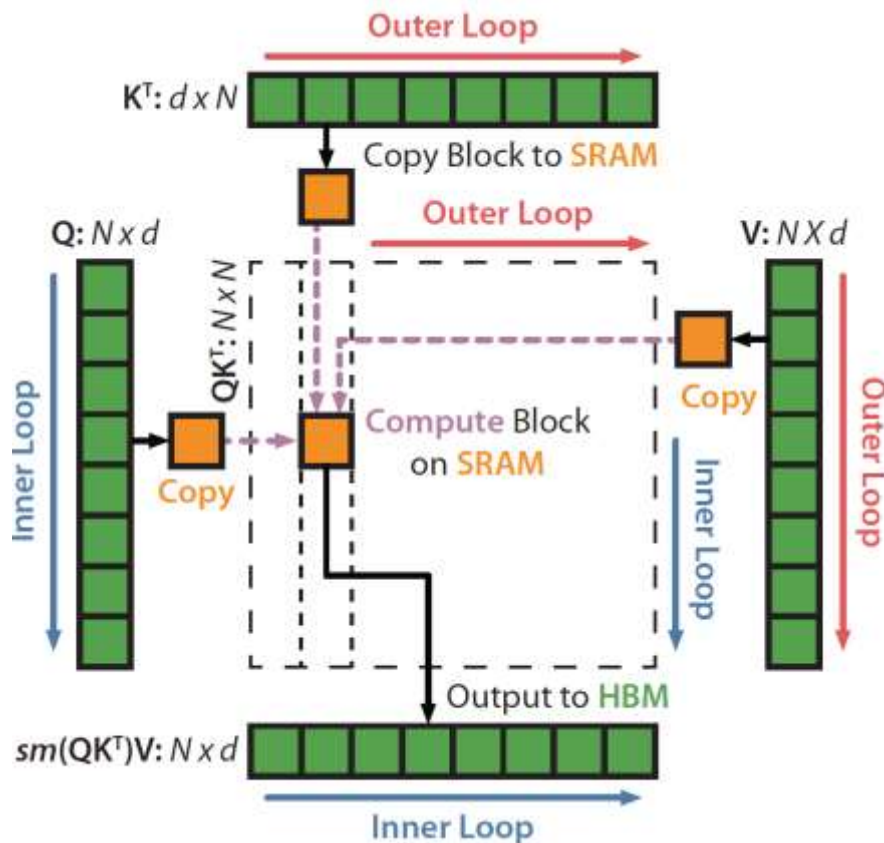 Outer Loop
Kᵀ: d x N
Copy Block to SRAM
Outer Loop
Q: N x d
V: N X d
QKᵀ: N x N
Inner Loop
Copy
Compute Block
on SRAM
Copy
Inner Loop
Outer Loop
Output to HBM
sm(QKᵀ)V: N x d
Inner Loop